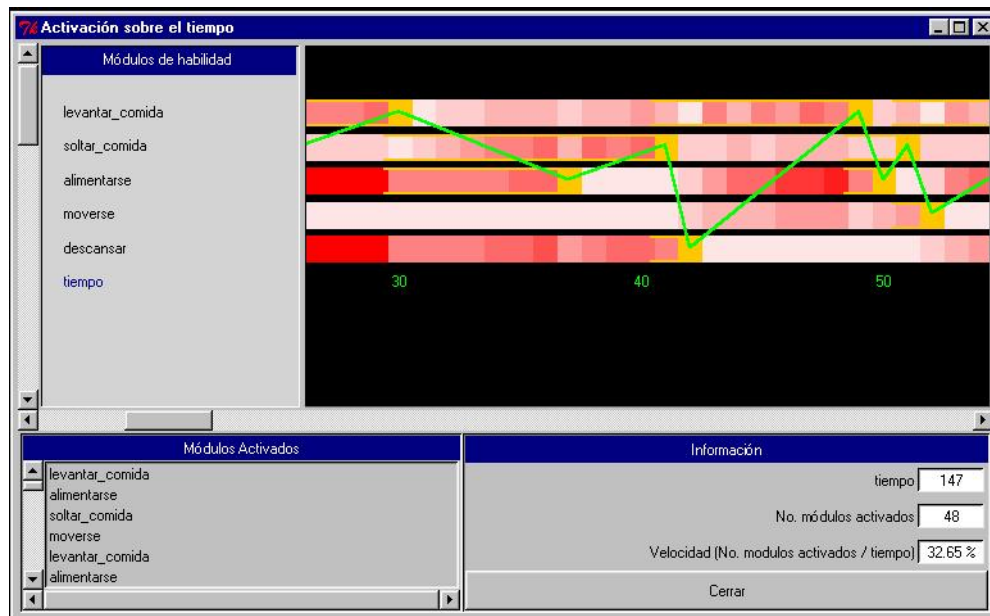 Activación sobre el tiempo
Módulos de habilidad
levantar_comida
soltar_comida
alimentarse
moverse
descansar
tiempo
30 40 50
Módulos Activados
levantar_comida
alimentarse
soltar_comida
moverse
levantar_comida
alimentarse
Información
tiempo 147
No. módulos activados 48
Velocidad (No. modulos activados / tiempo) 32.65 %
Cerrar